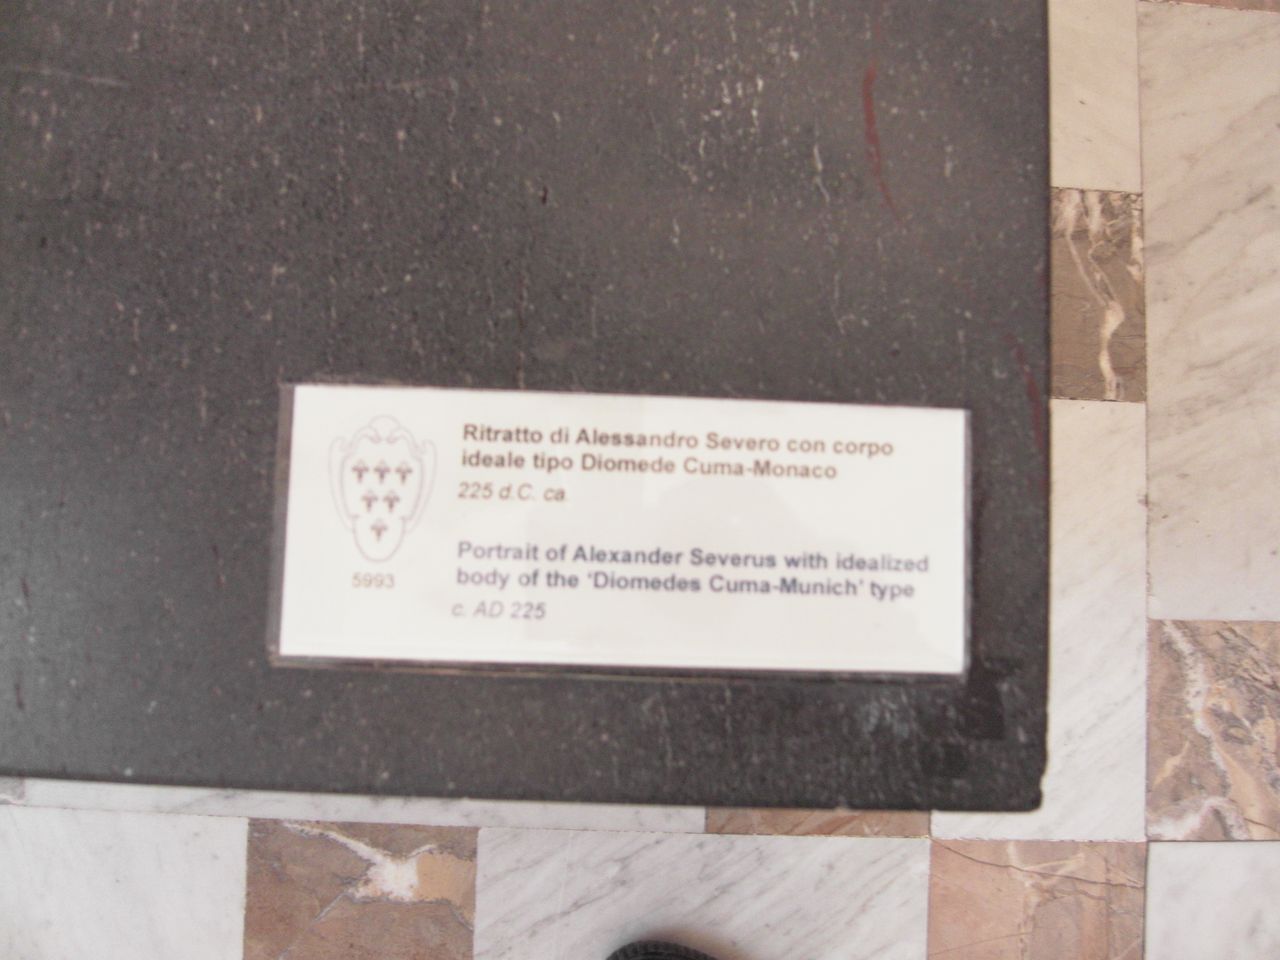 Ritratto di Alessandro Severo con corpo
ideale tipo Diomede Cuma-Monaco
225 d.C. ca.
Portrait of Alexander Severus with idealized
body of the 'Diomedes Cuma-Munich' type
c. AD 225
5993